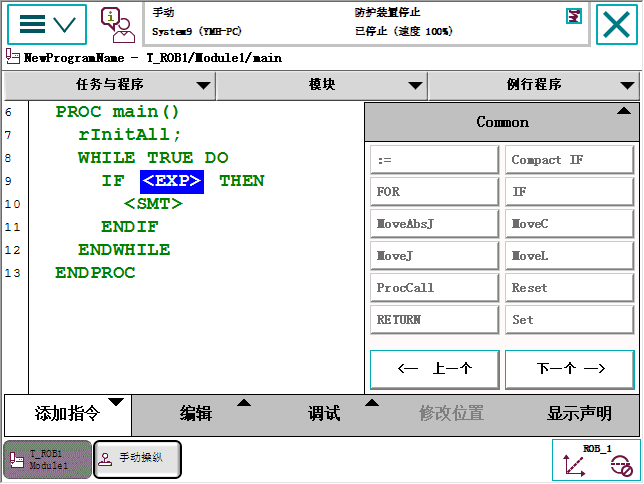 手动
防护装置停止
System9 (YMH-PC)
已停止 (速度 100%)
NewProgramName - T_ROB1/Module1/main
任务与程序
模块
例行程序
6 PROC main()
7 rInitAll;
8 WHILE TRUE DO
9 IF <EXP> THEN
10 <SMT>
11 ENDIF
12 ENDWHILE
13 ENDPROC
Common
:= Compact IF
FOR IF
MoveAbsJ MoveC
MoveJ MoveL
ProcCall Reset
RETURN Set
<— 上一个 下一个 —>
添加指令 编辑 调试 修改位置 显示声明
T_ROB1
Module1
手动操纵
ROB_1